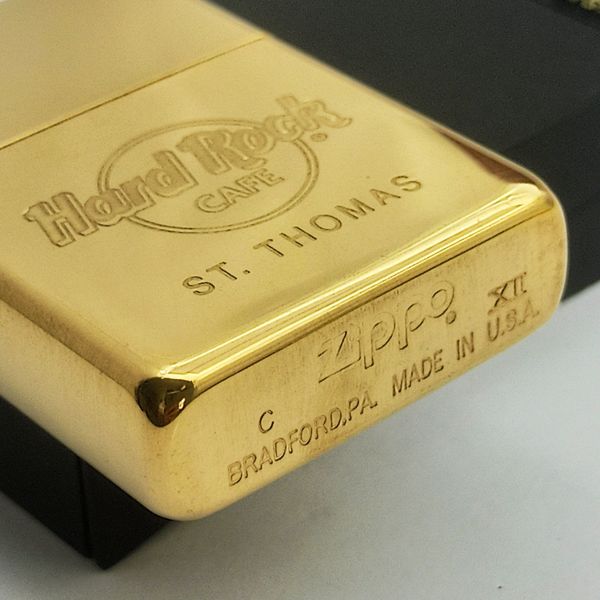 Hard Rock®
CAFE
ST. THOMAS
C Zippo® XII
BRADFORD,PA. MADE IN U.S.A.